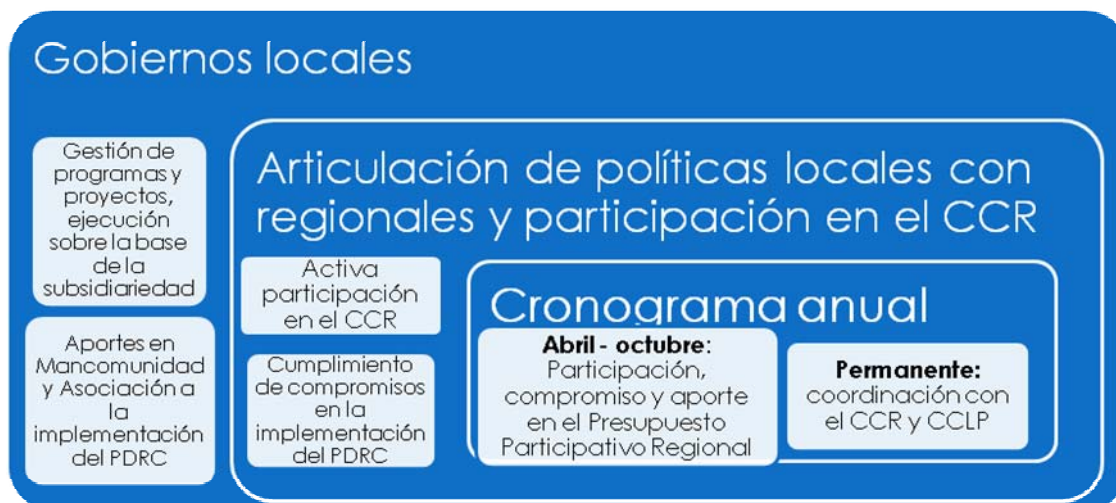 Gobiernos locales
Gestión de
programas y
proyectos,
ejecución
sobre la base
de la
subsidiariedad
Aportes en
Mancomunidad
y Asociación a
la
implementación
del PDRC
Articulación de políticas locales con
regionales y participación en el CCR
Activa
participación
en el CCR
Cumplimiento
de compromisos
en la
implementación
del PDRC
Cronograma anual
Abril - octubre:
Participación,
compromiso y aporte
en el Presupuesto
Participativo Regional
Permanente:
coordinación con
el CCR y CCLP